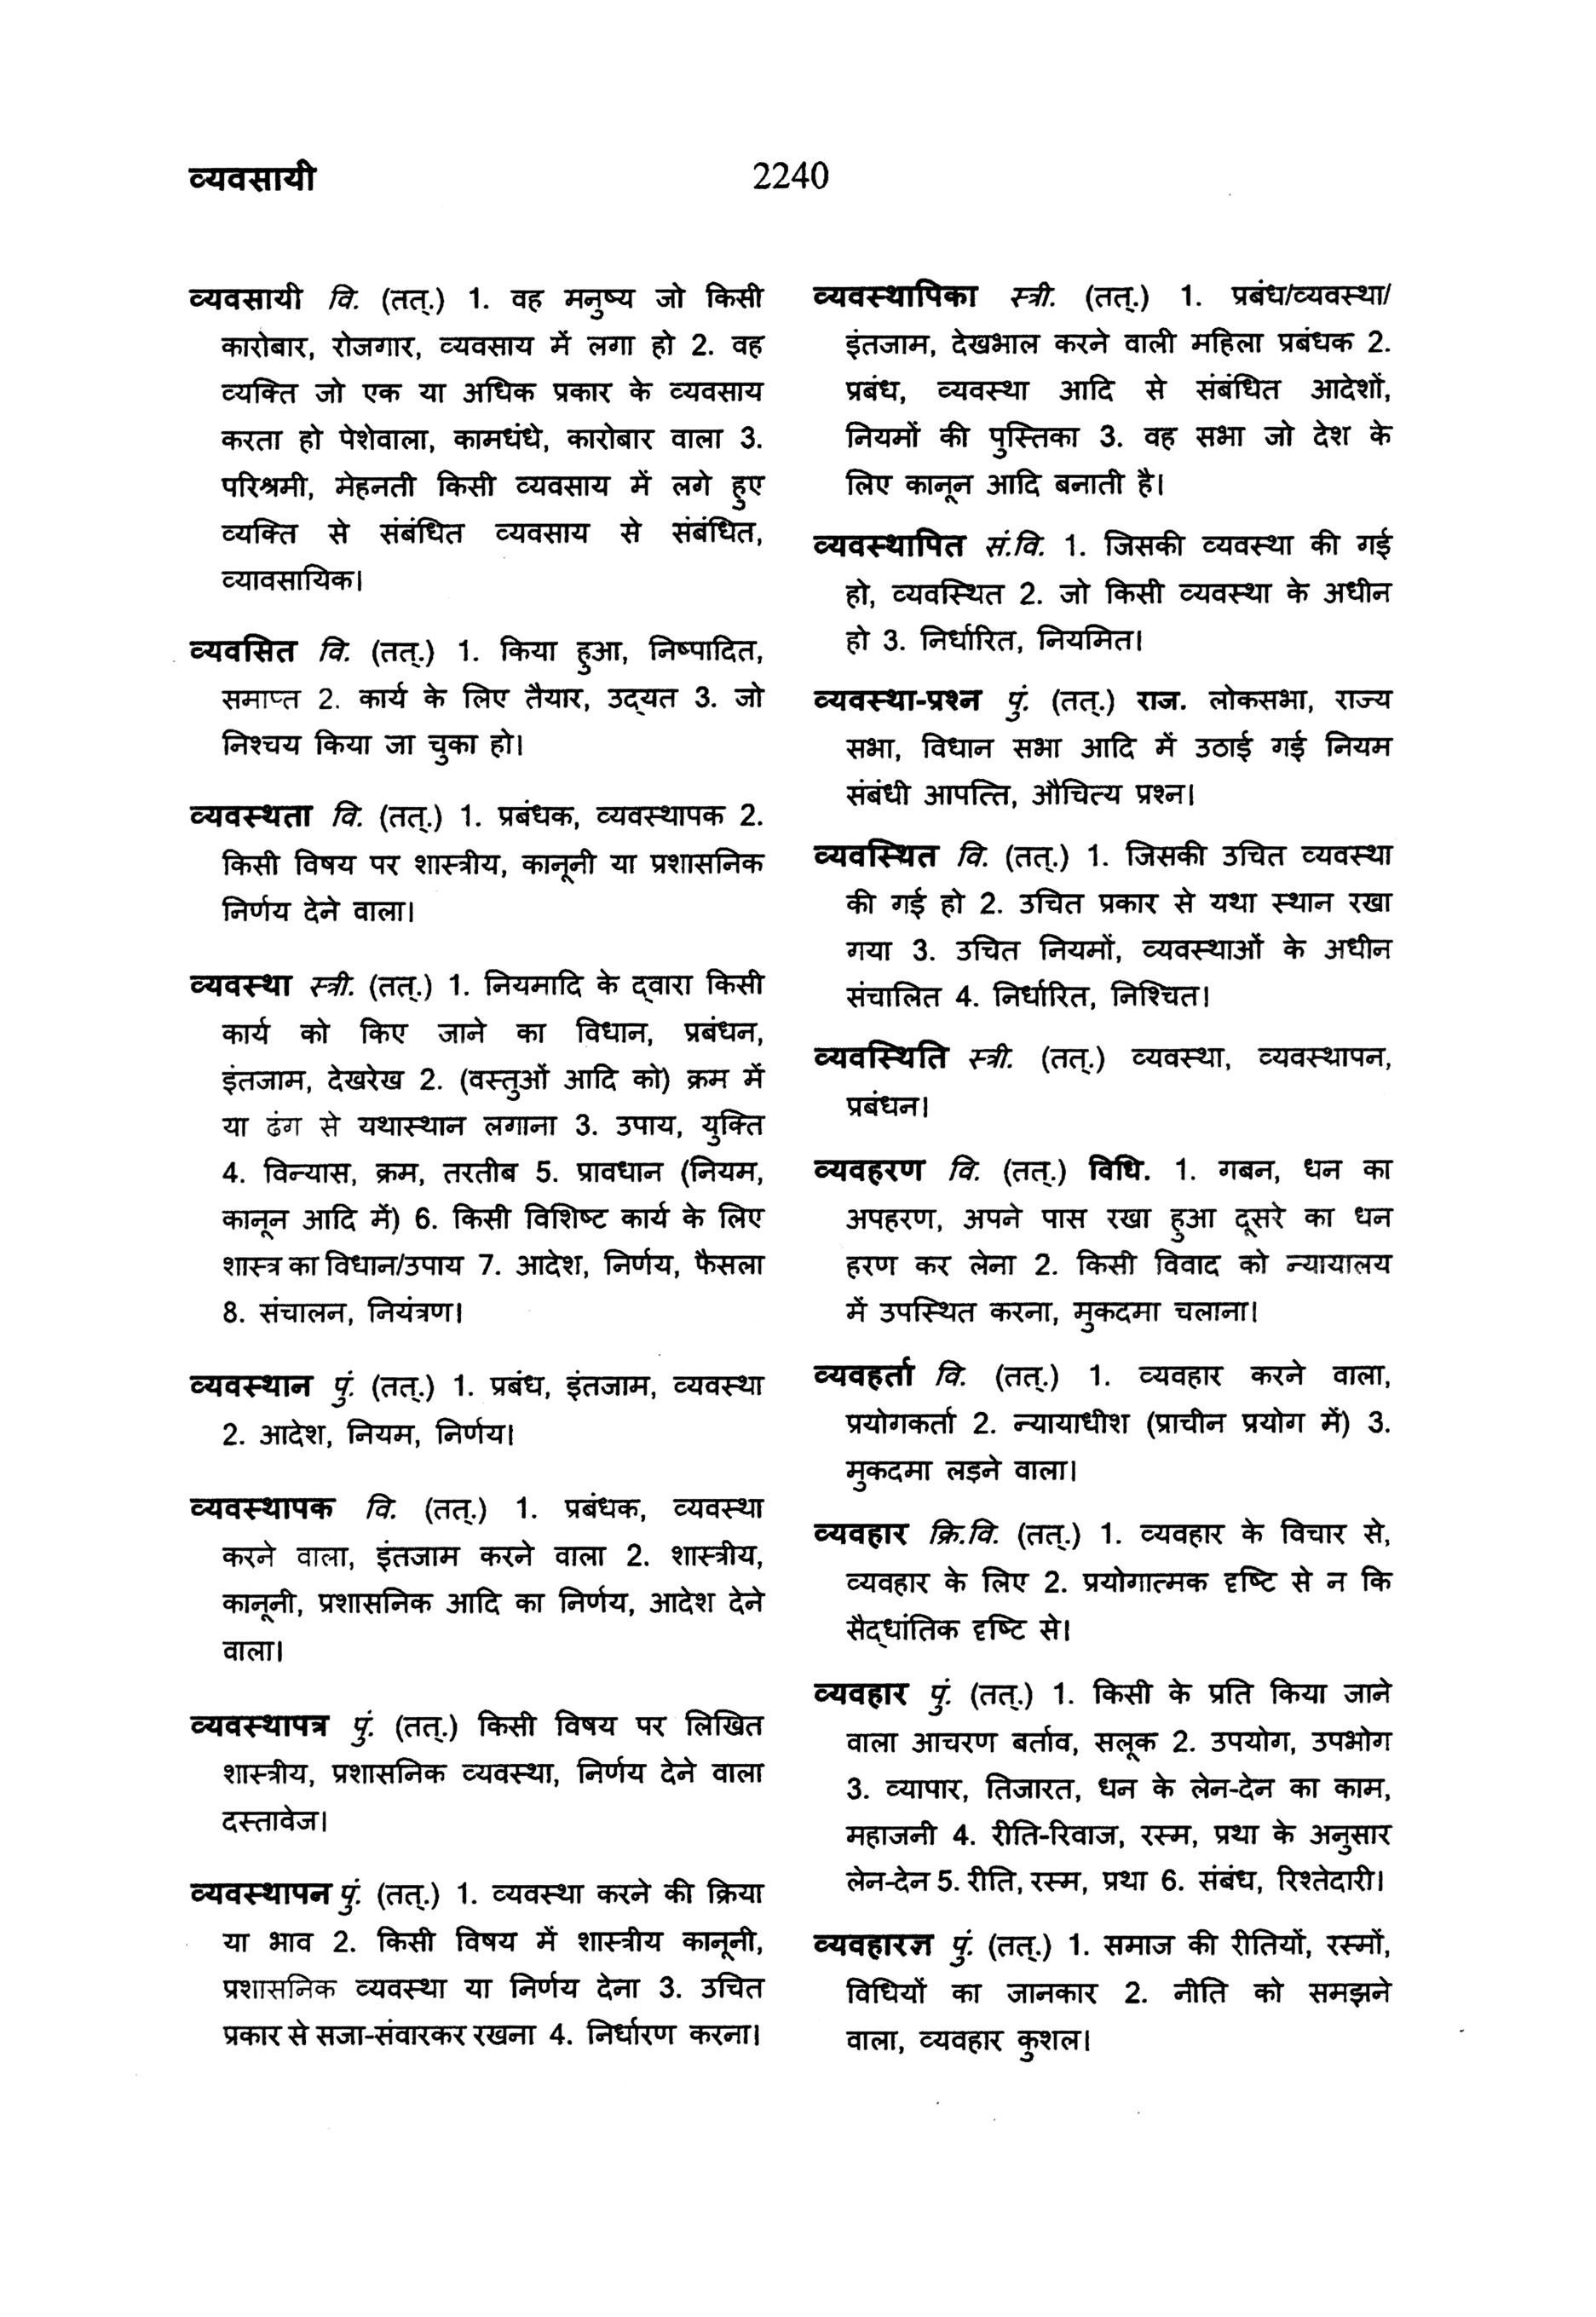 व्यवसायी
2240
व्यवसायी वि. (तत्.) 1. वह मनुष्य जो किसी
कारोबार, रोजगार, व्यवसाय में लगा हो 2. वह
व्यक्ति जो एक या अधिक प्रकार के व्यवसाय
करता हो पेशेवाला, कामधंधे, कारोबार वाला 3.
परिश्रमी, मेहनती किसी व्यवसाय में लगे हुए
व्यक्ति से संबंधित व्यवसाय से संबंधित,
व्यावसायिक।
व्यवसित वि. (तत्.) 1. किया हुआ, निष्पादित,
समाप्त 2. कार्य के लिए तैयार, उद्‌यत 3. जो
निश्चय किया जा चुका हो।
व्यवस्थता वि. (तत्.) 1. प्रबंधक, व्यवस्थापक 2.
किसी विषय पर शास्त्रीय, कानूनी या प्रशासनिक
निर्णय देने वाला।
व्यवस्था स्त्री. (तत्.) 1. नियमादि के द्‌वारा किसी
कार्य को किए जाने का विधान, प्रबंधन,
इंतजाम, देखरेख 2. (वस्तुओं आदि को) क्रम में
या ढंग से यथास्थान लगाना 3. उपाय, युक्ति
4. विन्यास, क्रम, तरतीब 5. प्रावधान (नियम,
कानून आदि में) 6. किसी विशिष्ट कार्य के लिए
शास्त्र का विधान/उपाय 7. आदेश, निर्णय, फैसला
8. संचालन, नियंत्रण।
व्यवस्थान पुं. (तत्.) 1. प्रबंध, इंतजाम, व्यवस्था
2. आदेश, नियम, निर्णय।
व्यवस्थापक वि. (तत्.) 1. प्रबंधक, व्यवस्था
करने वाला, इंतजाम करने वाला 2. शास्त्रीय,
कानूनी, प्रशासनिक आदि का निर्णय, आदेश देने
वाला।
व्यवस्थापत्र पुं. (तत्.) किसी विषय पर लिखित
शास्त्रीय, प्रशासनिक व्यवस्था, निर्णय देने वाला
दस्तावेज।
व्यवस्थापन पुं. (तत्.) 1. व्यवस्था करने की क्रिया
या भाव 2. किसी विषय में शास्त्रीय कानूनी,
प्रशासनिक व्यवस्था या निर्णय देना 3. उचित
प्रकार से सजा-संवारकर रखना 4. निर्धारण करना।
व्यवस्थापिका स्त्री. (तत्.) 1. प्रबंध/व्यवस्था/
इंतजाम, देखभाल करने वाली महिला प्रबंधक 2.
प्रबंध, व्यवस्था आदि से संबंधित आदेशों,
नियमों की पुस्तिका 3. वह सभा जो देश के
लिए कानून आदि बनाती है।
व्यवस्थापित सं.वि. 1. जिसकी व्यवस्था की गई
हो, व्यवस्थित 2. जो किसी व्यवस्था के अधीन
हो 3. निर्धारित, नियमित।
व्यवस्था-प्रश्न पुं. (तत्.) राज. लोकसभा, राज्य
सभा, विधान सभा आदि में उठाई गई नियम
संबंधी आपत्ति, औचित्य प्रश्न।
व्यवस्थित वि. (तत्.) 1. जिसकी उचित व्यवस्था
की गई हो 2. उचित प्रकार से यथा स्थान रखा
गया 3. उचित नियमों, व्यवस्थाओं के अधीन
संचालित 4. निर्धारित, निश्चित।
व्यवस्थिति स्त्री. (तत्.) व्यवस्था, व्यवस्थापन,
प्रबंधन।
व्यवहरण वि. (तत्.) विधि. 1. गबन, धन का
अपहरण, अपने पास रखा हुआ दूसरे का धन
हरण कर लेना 2. किसी विवाद को न्यायालय
में उपस्थित करना, मुकदमा चलाना।
व्यवहर्ता वि. (तत्.) 1. व्यवहार करने वाला,
प्रयोगकर्ता 2. न्यायाधीश (प्राचीन प्रयोग में) 3.
मुकदमा लड़ने वाला।
व्यवहार क्रि.वि. (तत्.) 1. व्यवहार के विचार से,
व्यवहार के लिए 2. प्रयोगात्मक दृष्टि से न कि
सैद्‌धांतिक दृष्टि से।
व्यवहार पुं. (तत्.) 1. किसी के प्रति किया जाने
वाला आचरण बर्ताव, सलूक 2. उपयोग, उपभोग
3. व्यापार, तिजारत, धन के लेन-देन का काम,
महाजनी 4. रीति-रिवाज, रस्म, प्रथा के अनुसार
लेन-देन 5. रीति, रस्म, प्रथा 6. संबंध, रिश्तेदारी।
व्यवहारज्ञ पुं. (तत्.) 1. समाज की रीतियों, रस्मों,
विधियों का जानकार 2. नीति को समझने
वाला, व्यवहार कुशल।